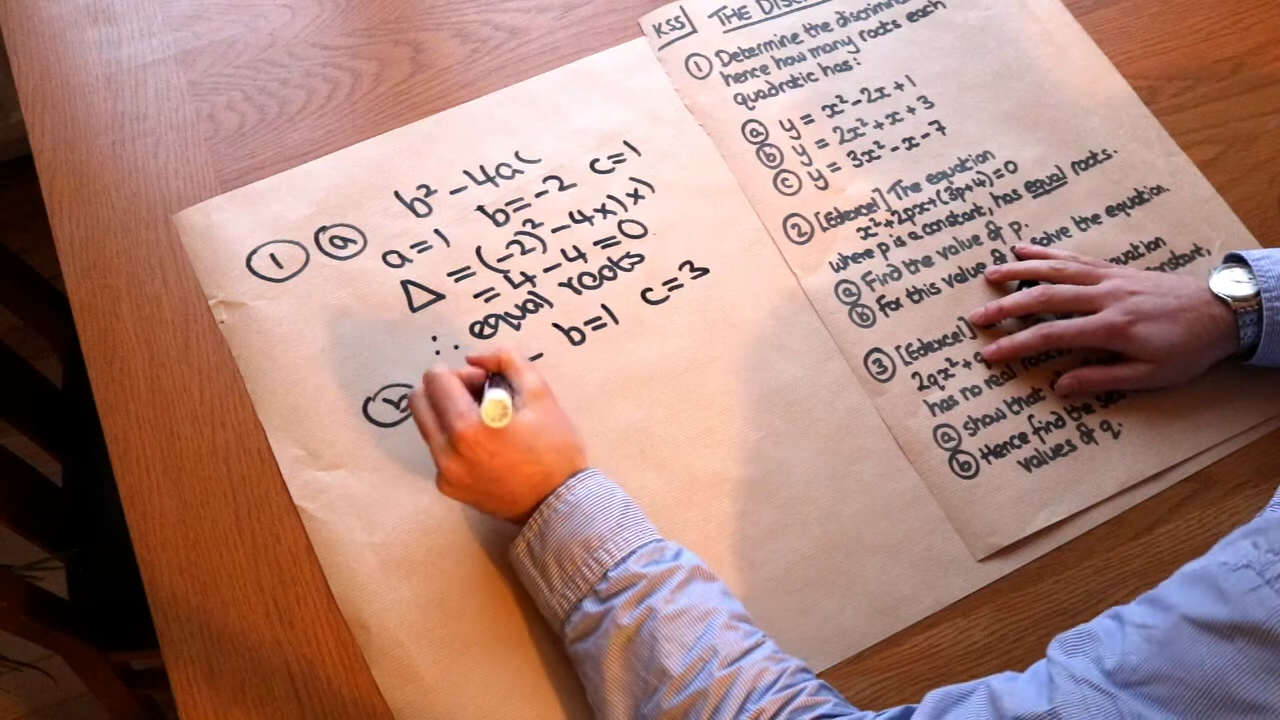 ① ⓐ b² - 4ac
a=1 b=-2 c=1
Δ = (-2)² - 4×1×1
= 4 - 4 = 0
∴ equal roots
ⓑ b=1 c=3
KS5 THE
① Determine the
hence how many roots each
quadratic has:
ⓐ y = x² - 2x + 1
ⓑ y = 2x² + x + 3
ⓒ y = 3x² - x - 7
② [Edexcel] The equation
x² + 2px + (3p+4) = 0
where p is a constant, has equal roots.
ⓐ Find the value of p.
ⓑ For this value of solve the equation.
③ [Edexcel] equation
2qx² + constant,
has no real
ⓐ show that
ⓑ Hence find the
values of q.